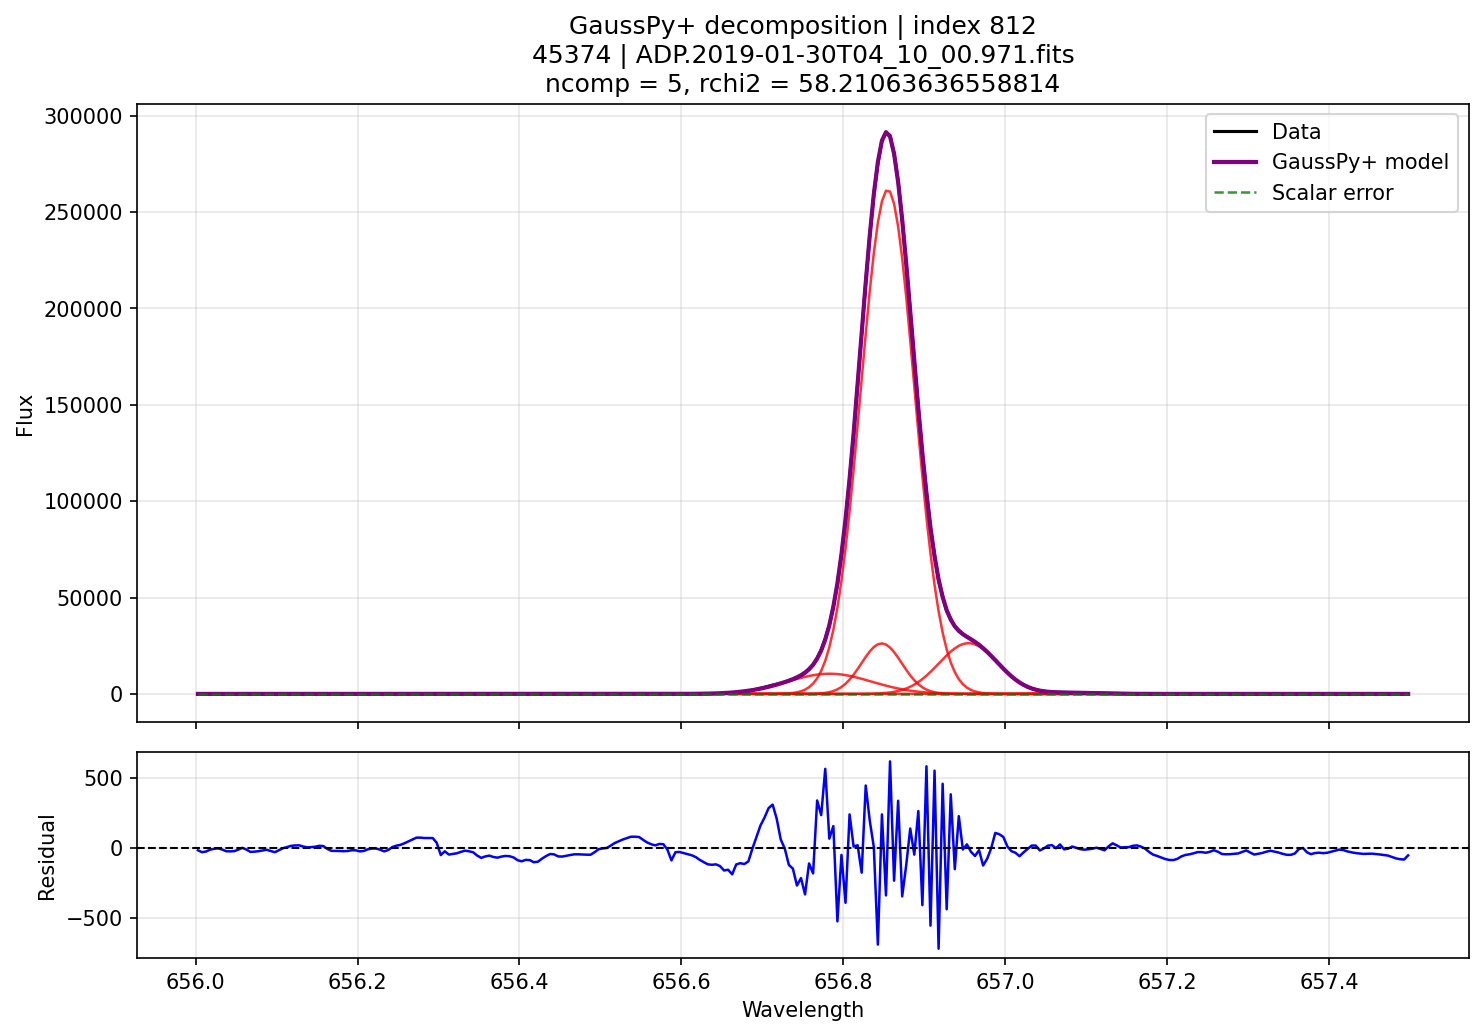 GaussPy+ decomposition | index 812
45374 | ADP.2019-01-30T04_10_00.971.fits
ncomp = 5, rchi2 = 58.21063636558814
300000
250000
200000
150000
100000
50000
0
Flux
Data
GaussPy+ model
Scalar error
500
0
−500
Residual
656.0
656.2
656.4
656.6
656.8
657.0
657.2
657.4
Wavelength